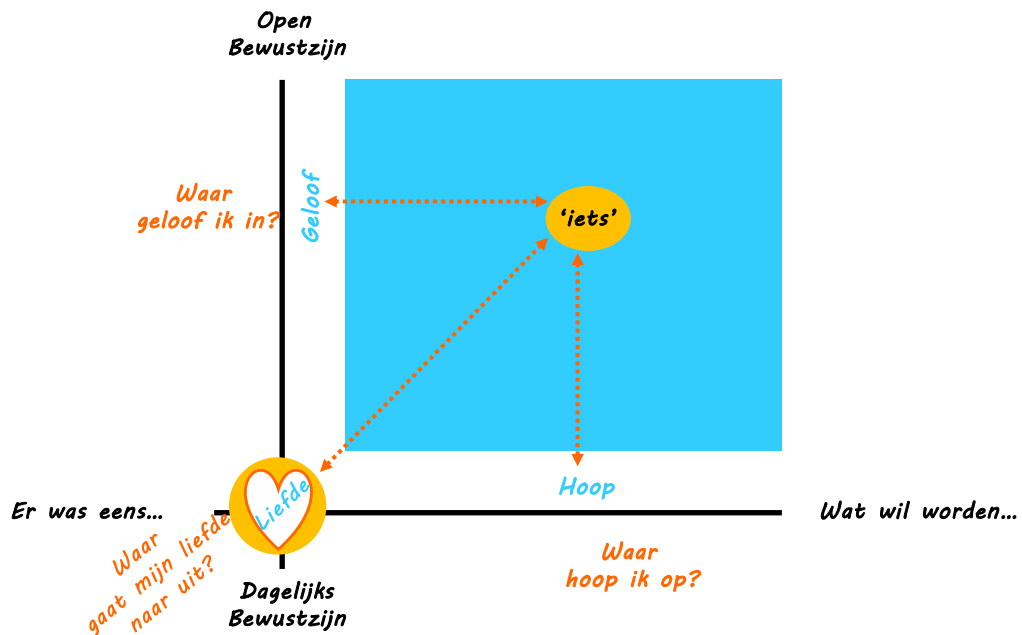 Open
Bewustzijn
Waar
geloof ik in?
Geloof
‘iets’
Liefde
Hoop
Er was eens...
Wat wil worden...
Waar
gaat mijn liefde
naar uit?
Waar
hoop ik op?
Dagelijks
Bewustzijn